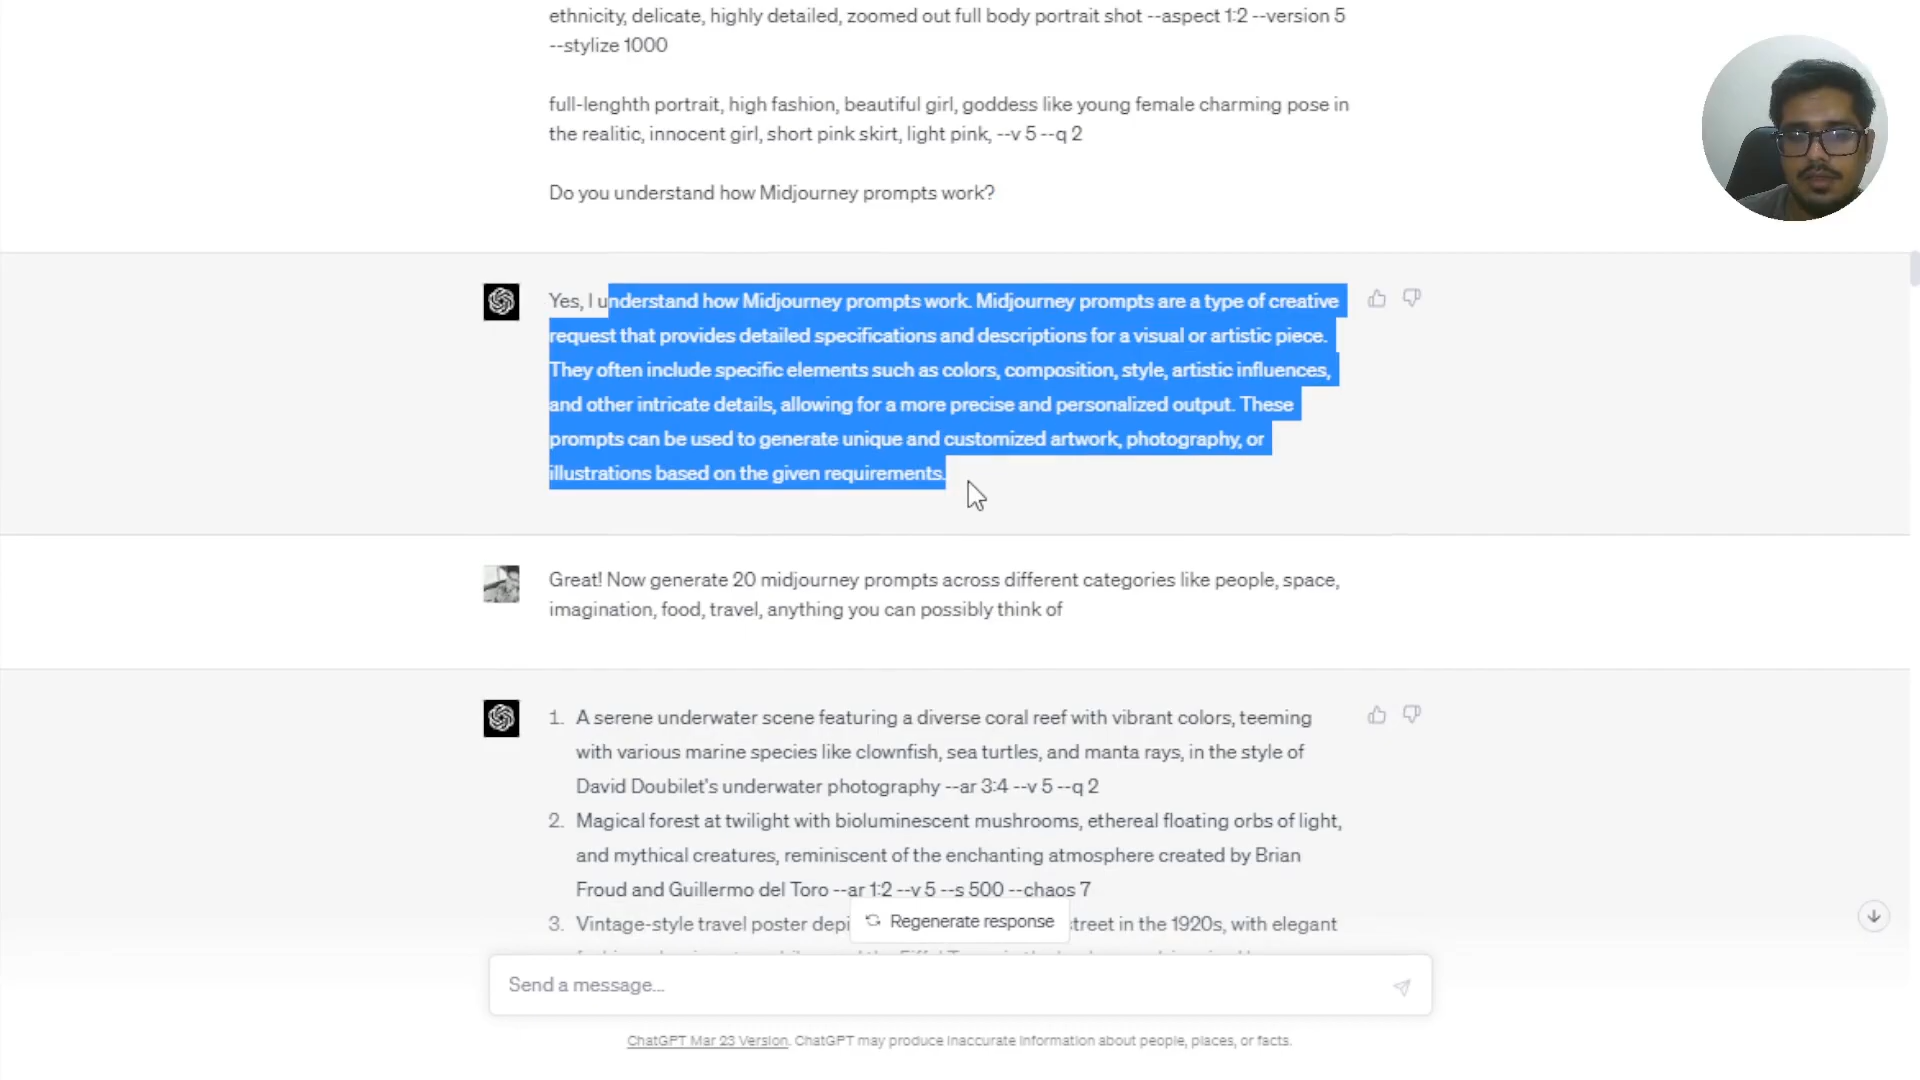 ethnicity, delicate, highly detailed, zoomed out full body portrait shot --aspect 1:2 --version 5
--stylize 1000
full-lenghth portrait, high fashion, beautiful girl, goddess like young female charming pose in
the realitic, innocent girl, short pink skirt, light pink, --v 5 --q 2
Do you understand how Midjourney prompts work?
Yes, I understand how Midjourney prompts work. Midjourney prompts are a type of creative
request that provides detailed specifications and descriptions for a visual or artistic piece.
They often include specific elements such as colors, composition, style, artistic influences,
and other intricate details, allowing for a more precise and personalized output. These
prompts can be used to generate unique and customized artwork, photography, or
illustrations based on the given requirements.
Great! Now generate 20 midjourney prompts across different categories like people, space,
imagination, food, travel, anything you can possibly think of
1. A serene underwater scene featuring a diverse coral reef with vibrant colors, teeming
with various marine species like clownfish, sea turtles, and manta rays, in the style of
David Doubilet's underwater photography --ar 3:4 --v 5 --q 2
2. Magical forest at twilight with bioluminescent mushrooms, ethereal floating orbs of light,
and mythical creatures, reminiscent of the enchanting atmosphere created by Brian
Froud and Guillermo del Toro --ar 1:2 --v 5 --s 500 --chaos 7
3. Vintage-style travel poster depi treet in the 1920s, with elegant
Regenerate response
Send a message...
ChatGPT Mar 23 Version. ChatGPT may produce inaccurate information about people, places, or facts.